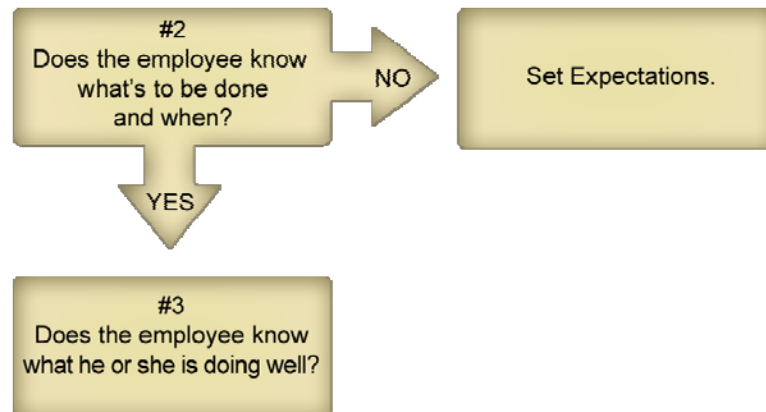 #2
Does the employee know
what's to be done
and when?
NO
Set Expectations.
YES
#3
Does the employee know
what he or she is doing well?